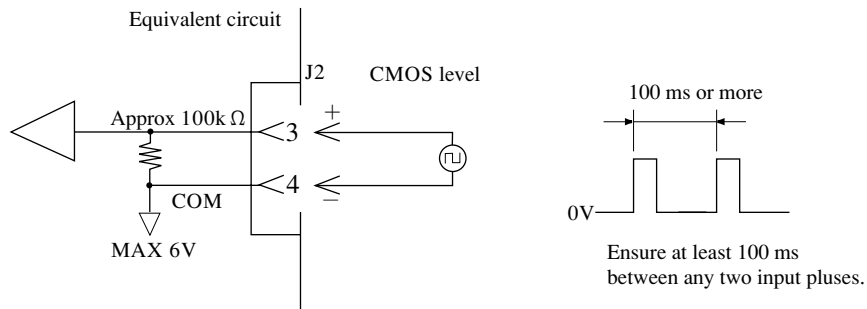 Equivalent circuit
J2
CMOS level
Approx 100k Ω
3
+
4
−
COM
MAX 6V
100 ms or more
0V
Ensure at least 100 ms
between any two input pluses.